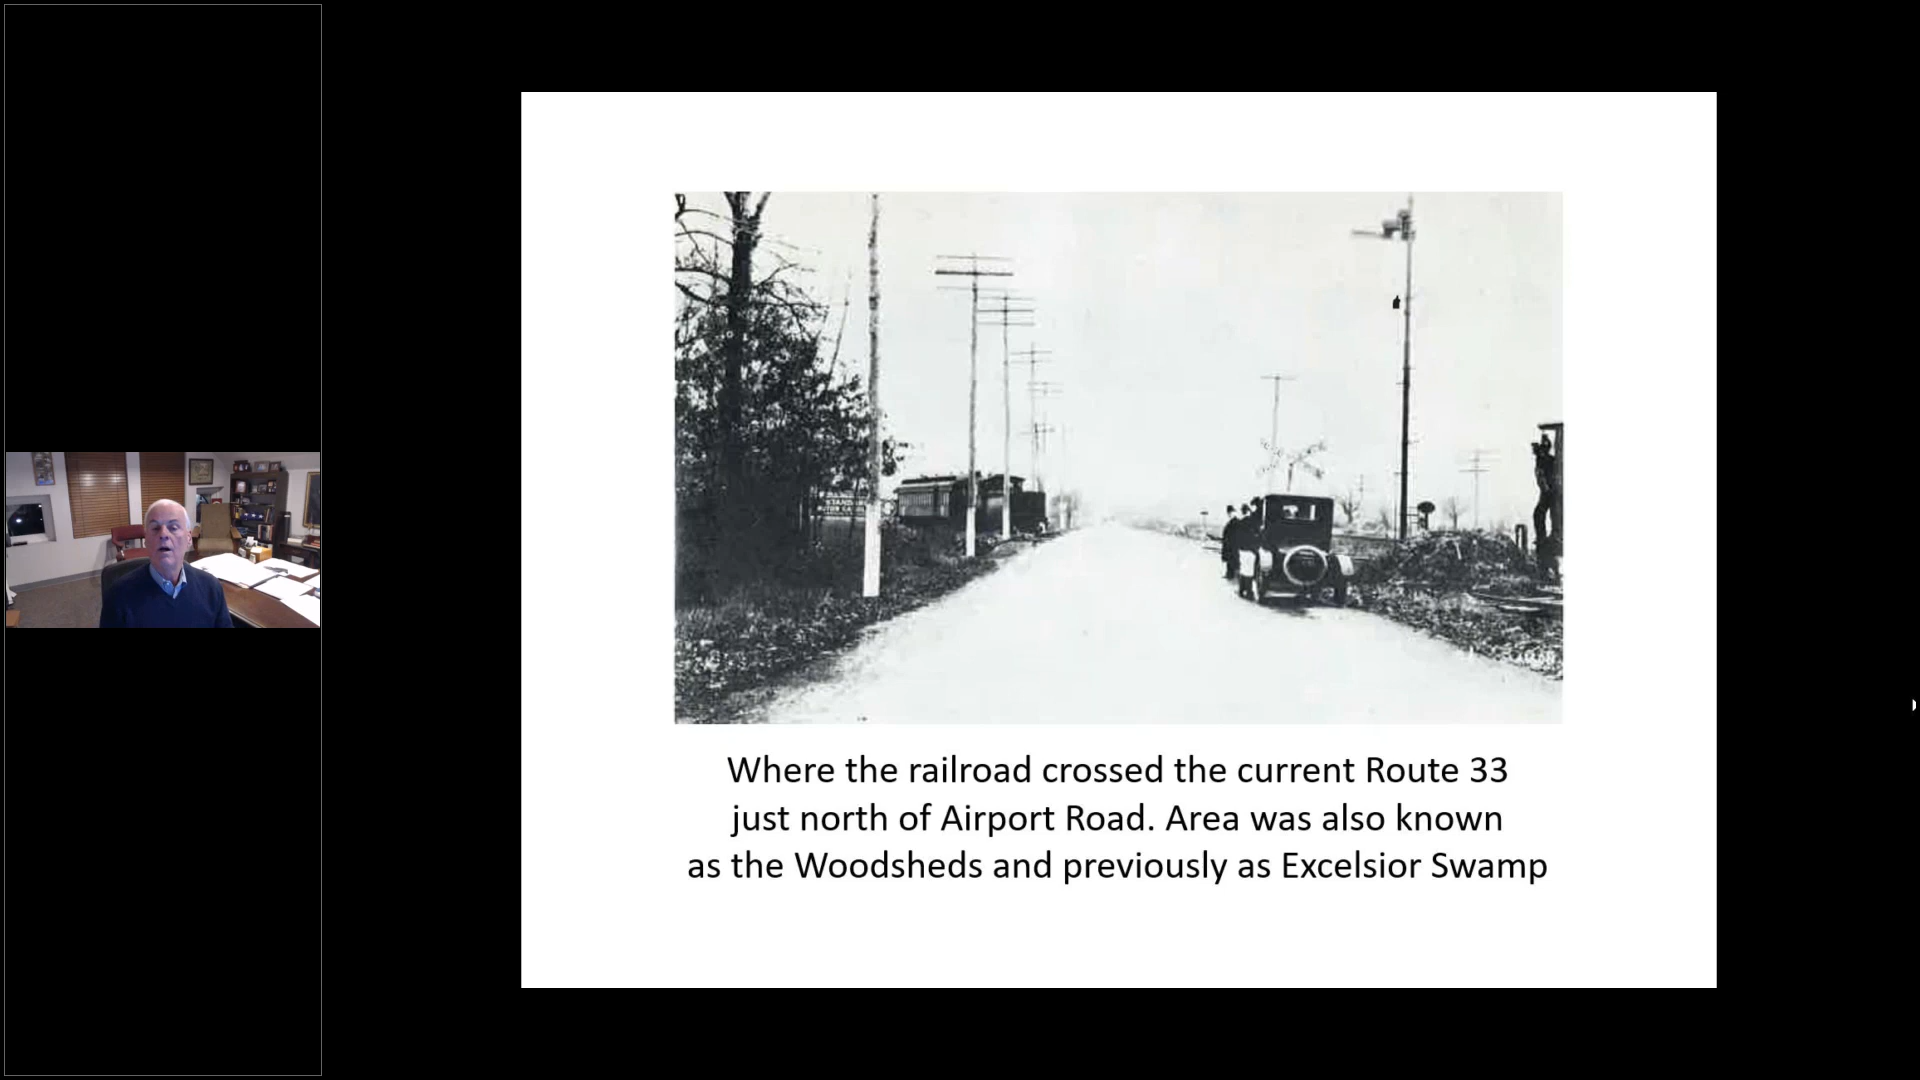 Where the railroad crossed the current Route 33
just north of Airport Road. Area was also known
as the Woodsheds and previously as Excelsior Swamp